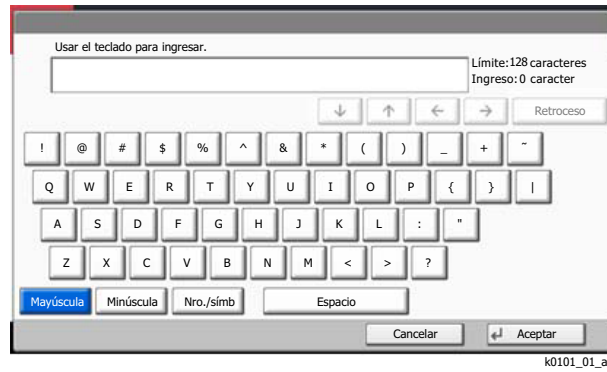 Usar el teclado para ingresar.
Límite:128 caracteres
Ingreso:0 caracter
↓ ↑ ← → Retroceso
! @ # $ % ^ & * ( ) _ + ~
Q W E R T Y U I O P { } |
A S D F G H J K L : "
Z X C V B N M < > ?
Mayúscula Minúscula Nro./símb Espacio
Cancelar Aceptar
k0101_01_a